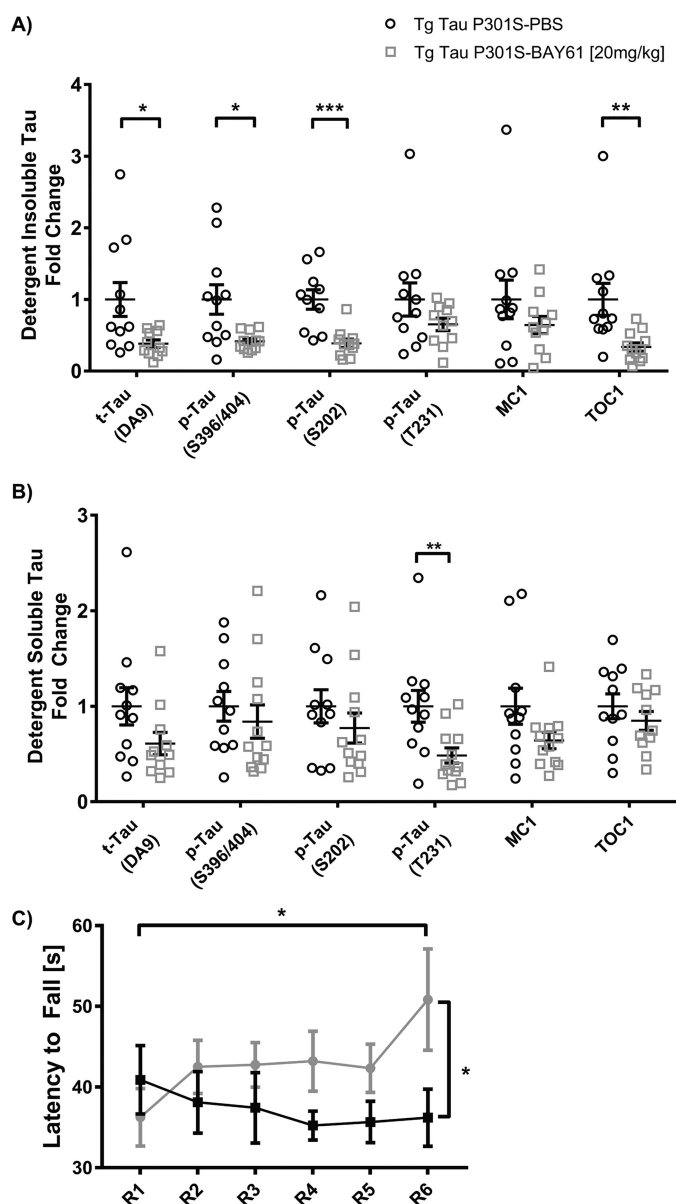 A)
Tg Tau P301S-PBS
Tg Tau P301S-BAY61 [20mg/kg]
Detergent Insoluble Tau
Fold Change
4
3
2
1
0
* * *** **
t-Tau
(DA9)
p-Tau
(S396/404)
p-Tau
(S202)
p-Tau
(T231)
MC1
TOC1
B)
Detergent Soluble Tau
Fold Change
3
2
1
0
**
t-Tau
(DA9)
p-Tau
(S396/404)
p-Tau
(S202)
p-Tau
(T231)
MC1
TOC1
C)
Latency to Fall [s]
60
50
40
30
*
*
R1 R2 R3 R4 R5 R6